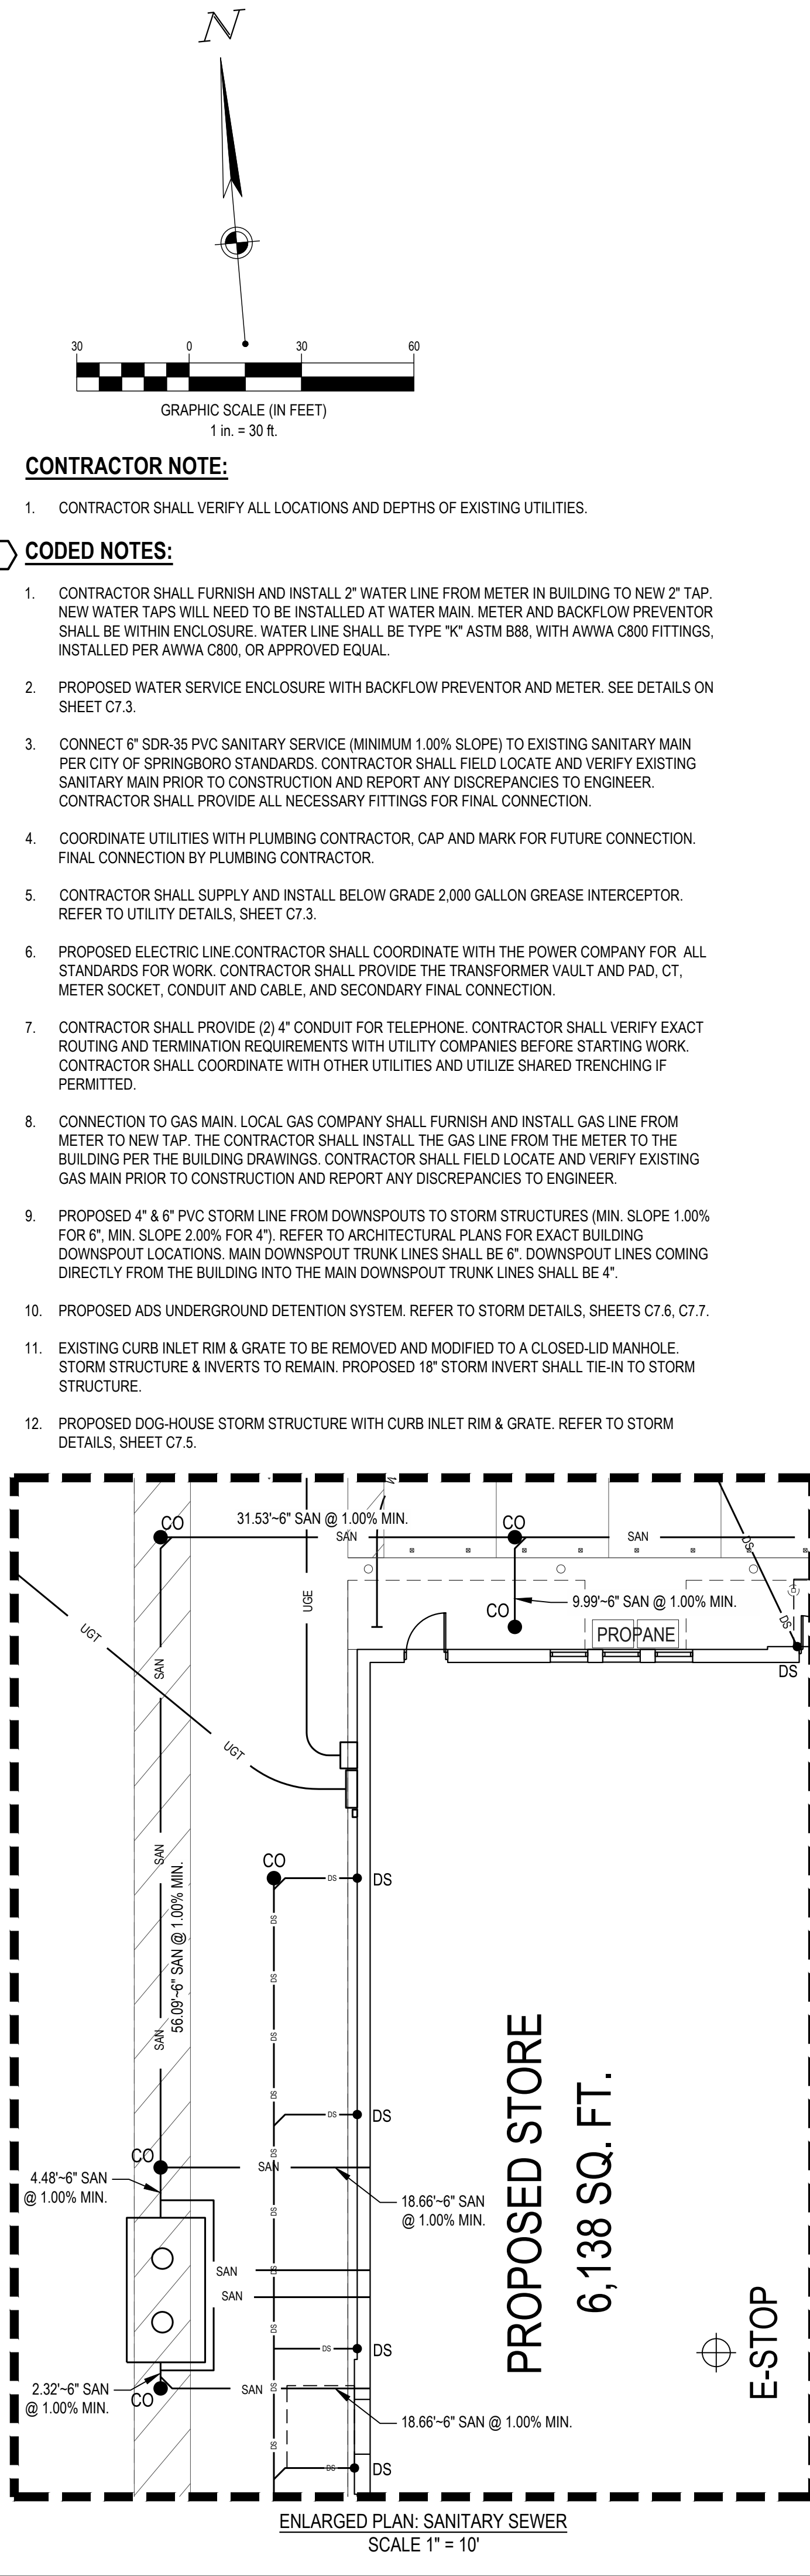 N
30 0 30 60
GRAPHIC SCALE (IN FEET)
1 in. = 30 ft.
CONTRACTOR NOTE:
1. CONTRACTOR SHALL VERIFY ALL LOCATIONS AND DEPTHS OF EXISTING UTILITIES.
CODED NOTES:
1. CONTRACTOR SHALL FURNISH AND INSTALL 2" WATER LINE FROM METER IN BUILDING TO NEW 2" TAP.
NEW WATER TAPS WILL NEED TO BE INSTALLED AT WATER MAIN. METER AND BACKFLOW PREVENTOR
SHALL BE WITHIN ENCLOSURE. WATER LINE SHALL BE TYPE "K" ASTM B88, WITH AWWA C800 FITTINGS,
INSTALLED PER AWWA C800, OR APPROVED EQUAL.
2. PROPOSED WATER SERVICE ENCLOSURE WITH BACKFLOW PREVENTOR AND METER. SEE DETAILS ON
SHEET C7.3.
3. CONNECT 6" SDR-35 PVC SANITARY SERVICE (MINIMUM 1.00% SLOPE) TO EXISTING SANITARY MAIN
PER CITY OF SPRINGBORO STANDARDS. CONTRACTOR SHALL FIELD LOCATE AND VERIFY EXISTING
SANITARY MAIN PRIOR TO CONSTRUCTION AND REPORT ANY DISCREPANCIES TO ENGINEER.
CONTRACTOR SHALL PROVIDE ALL NECESSARY FITTINGS FOR FINAL CONNECTION.
4. COORDINATE UTILITIES WITH PLUMBING CONTRACTOR, CAP AND MARK FOR FUTURE CONNECTION.
FINAL CONNECTION BY PLUMBING CONTRACTOR.
5. CONTRACTOR SHALL SUPPLY AND INSTALL BELOW GRADE 2,000 GALLON GREASE INTERCEPTOR.
REFER TO UTILITY DETAILS, SHEET C7.3.
6. PROPOSED ELECTRIC LINE.CONTRACTOR SHALL COORDINATE WITH THE POWER COMPANY FOR ALL
STANDARDS FOR WORK. CONTRACTOR SHALL PROVIDE THE TRANSFORMER VAULT AND PAD, CT,
METER SOCKET, CONDUIT AND CABLE, AND SECONDARY FINAL CONNECTION.
7. CONTRACTOR SHALL PROVIDE (2) 4" CONDUIT FOR TELEPHONE. CONTRACTOR SHALL VERIFY EXACT
ROUTING AND TERMINATION REQUIREMENTS WITH UTILITY COMPANIES BEFORE STARTING WORK.
CONTRACTOR SHALL COORDINATE WITH OTHER UTILITIES AND UTILIZE SHARED TRENCHING IF
PERMITTED.
8. CONNECTION TO GAS MAIN. LOCAL GAS COMPANY SHALL FURNISH AND INSTALL GAS LINE FROM
METER TO NEW TAP. THE CONTRACTOR SHALL INSTALL THE GAS LINE FROM THE METER TO THE
BUILDING PER THE BUILDING DRAWINGS. CONTRACTOR SHALL FIELD LOCATE AND VERIFY EXISTING
GAS MAIN PRIOR TO CONSTRUCTION AND REPORT ANY DISCREPANCIES TO ENGINEER.
9. PROPOSED 4" & 6" PVC STORM LINE FROM DOWNSPOUTS TO STORM STRUCTURES (MIN. SLOPE 1.00%
FOR 6", MIN. SLOPE 2.00% FOR 4"). REFER TO ARCHITECTURAL PLANS FOR EXACT BUILDING
DOWNSPOUT LOCATIONS. MAIN DOWNSPOUT TRUNK LINES SHALL BE 6". DOWNSPOUT LINES COMING
DIRECTLY FROM THE BUILDING INTO THE MAIN DOWNSPOUT TRUNK LINES SHALL BE 4".
10. PROPOSED ADS UNDERGROUND DETENTION SYSTEM. REFER TO STORM DETAILS, SHEETS C7.6, C7.7.
11. EXISTING CURB INLET RIM & GRATE TO BE REMOVED AND MODIFIED TO A CLOSED-LID MANHOLE.
STORM STRUCTURE & INVERTS TO REMAIN. PROPOSED 18" STORM INVERT SHALL TIE-IN TO STORM
STRUCTURE.
12. PROPOSED DOG-HOUSE STORM STRUCTURE WITH CURB INLET RIM & GRATE. REFER TO STORM
DETAILS, SHEET C7.5.
CO
31.53'~6" SAN @ 1.00% MIN.
SAN
CO
SAN
DS
UGE
9.99'~6" SAN @ 1.00% MIN.
CO
PROPANE
DS
DS
UGT
SAN
UGT
CO
SAN
56.09'~6" SAN @ 1.00% MIN.
SAN
DS
DS
DS
DS
DS
DS
DS
DS
DS
CO
SAN
4.48'~6" SAN
@ 1.00% MIN.
18.66'~6" SAN
@ 1.00% MIN.
DS
SAN
DS
SAN
DS
DS
DS
PROPOSED STORE
6,138 SQ. FT.
E-STOP
2.32'~6" SAN
@ 1.00% MIN.
CO
SAN
DS
18.66'~6" SAN @ 1.00% MIN.
DS
DS
DS
ENLARGED PLAN: SANITARY SEWER
SCALE 1" = 10'